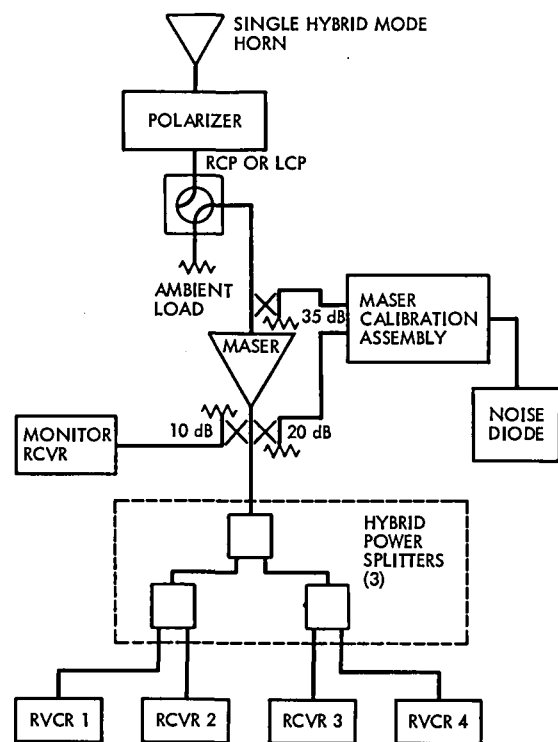 SINGLE HYBRID MODE
HORN
POLARIZER
RCP OR LCP
AMBIENT
LOAD
35 dB
MASER
CALIBRATION
ASSEMBLY
MASER
NOISE
DIODE
MONITOR
RCVR
10 dB
20 dB
HYBRID
POWER
SPLITTERS
(3)
RVCR 1
RCVR 2
RCVR 3
RVCR 4